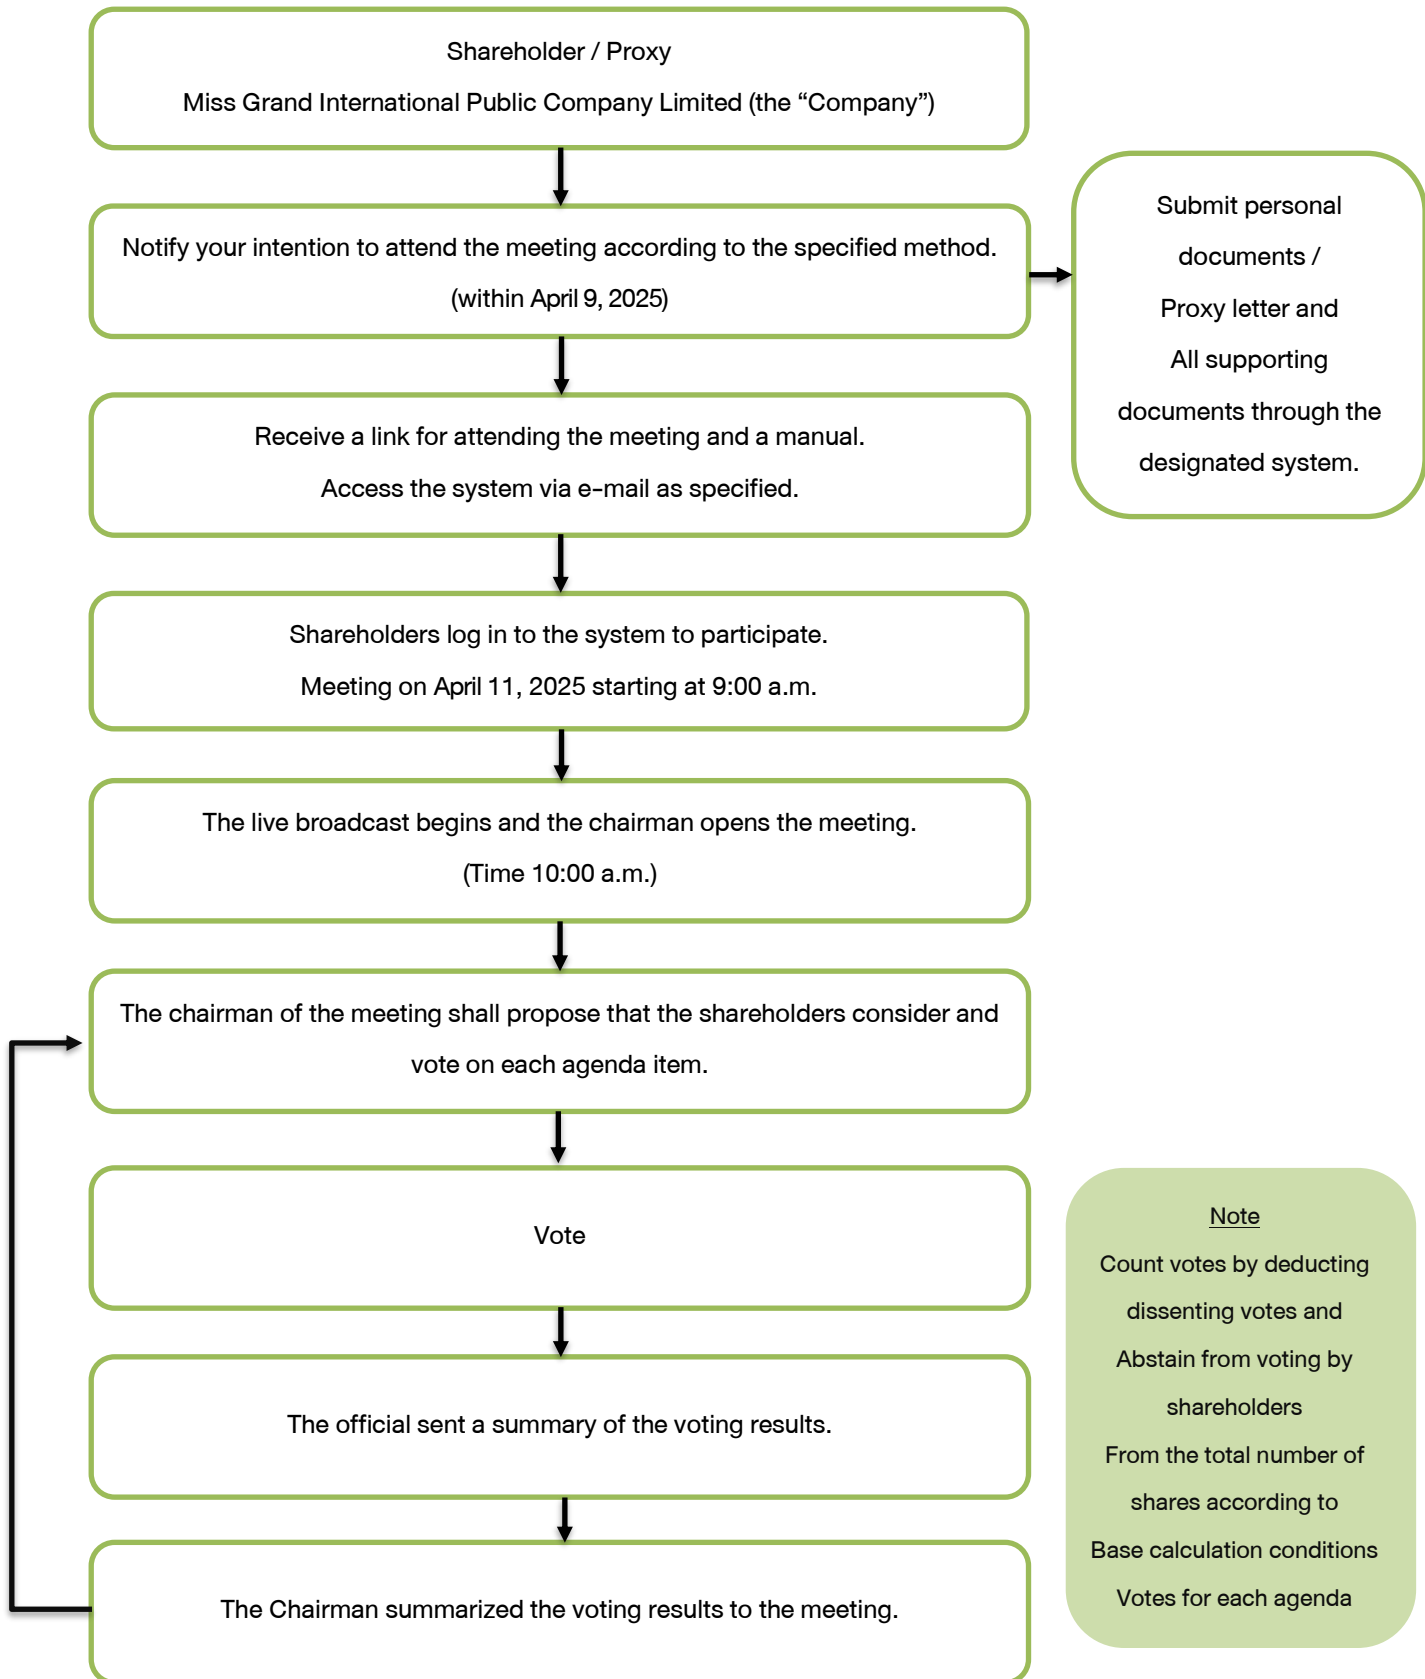 Shareholder / Proxy
Miss Grand International Public Company Limited (the “Company”)
Notify your intention to attend the meeting according to the specified method.
(within April 9, 2025)
Submit personal
documents /
Proxy letter and
All supporting
documents through the
designated system.
Receive a link for attending the meeting and a manual.
Access the system via e-mail as specified.
Shareholders log in to the system to participate.
Meeting on April 11, 2025 starting at 9:00 a.m.
The live broadcast begins and the chairman opens the meeting.
(Time 10:00 a.m.)
The chairman of the meeting shall propose that the shareholders consider and
vote on each agenda item.
Vote
The official sent a summary of the voting results.
The Chairman summarized the voting results to the meeting.
Note
Count votes by deducting
dissenting votes and
Abstain from voting by
shareholders
From the total number of
shares according to
Base calculation conditions
Votes for each agenda